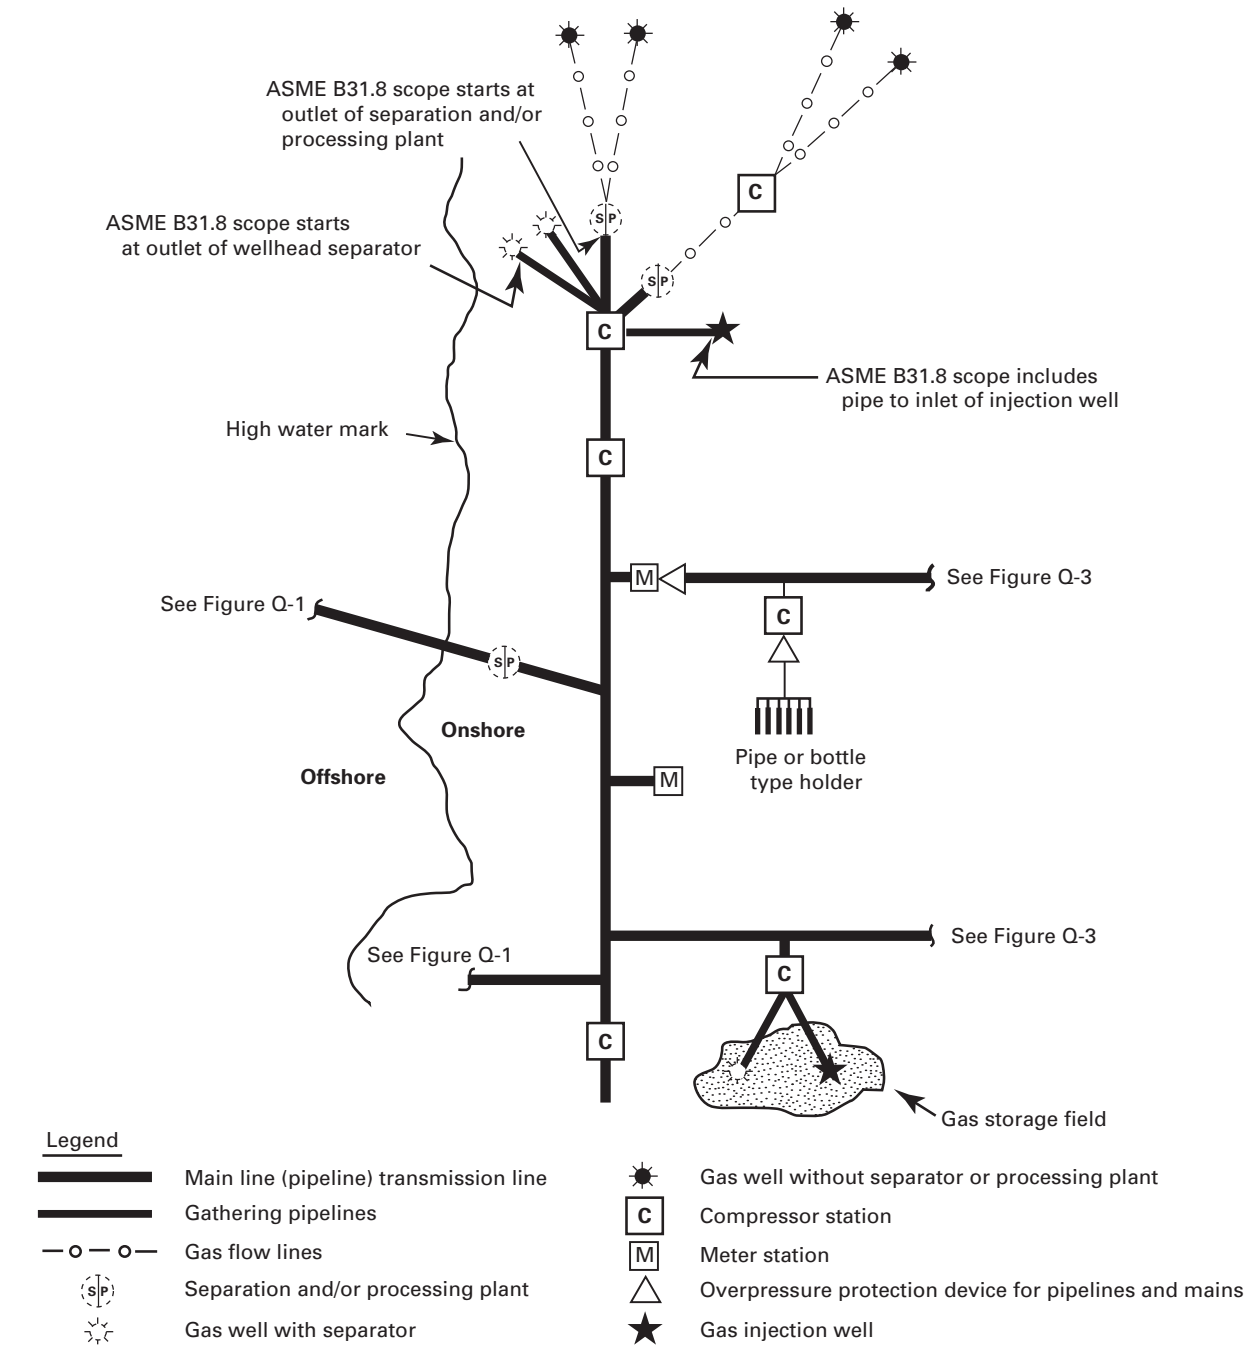 ASME B31.8 scope starts at
outlet of separation and/or
processing plant
ASME B31.8 scope starts
at outlet of wellhead separator
S P
C
S P
C
ASME B31.8 scope includes
pipe to inlet of injection well
High water mark
C
M
See Figure Q-3
See Figure Q-1
C
S P
Onshore
Offshore
Pipe or bottle
type holder
M
See Figure Q-3
See Figure Q-1
C
C
Gas storage field
Legend
Main line (pipeline) transmission line
Gathering pipelines
Gas flow lines
S P
Separation and/or processing plant
Gas well with separator
Gas well without separator or processing plant
C
Compressor station
M
Meter station
Overpressure protection device for pipelines and mains
Gas injection well